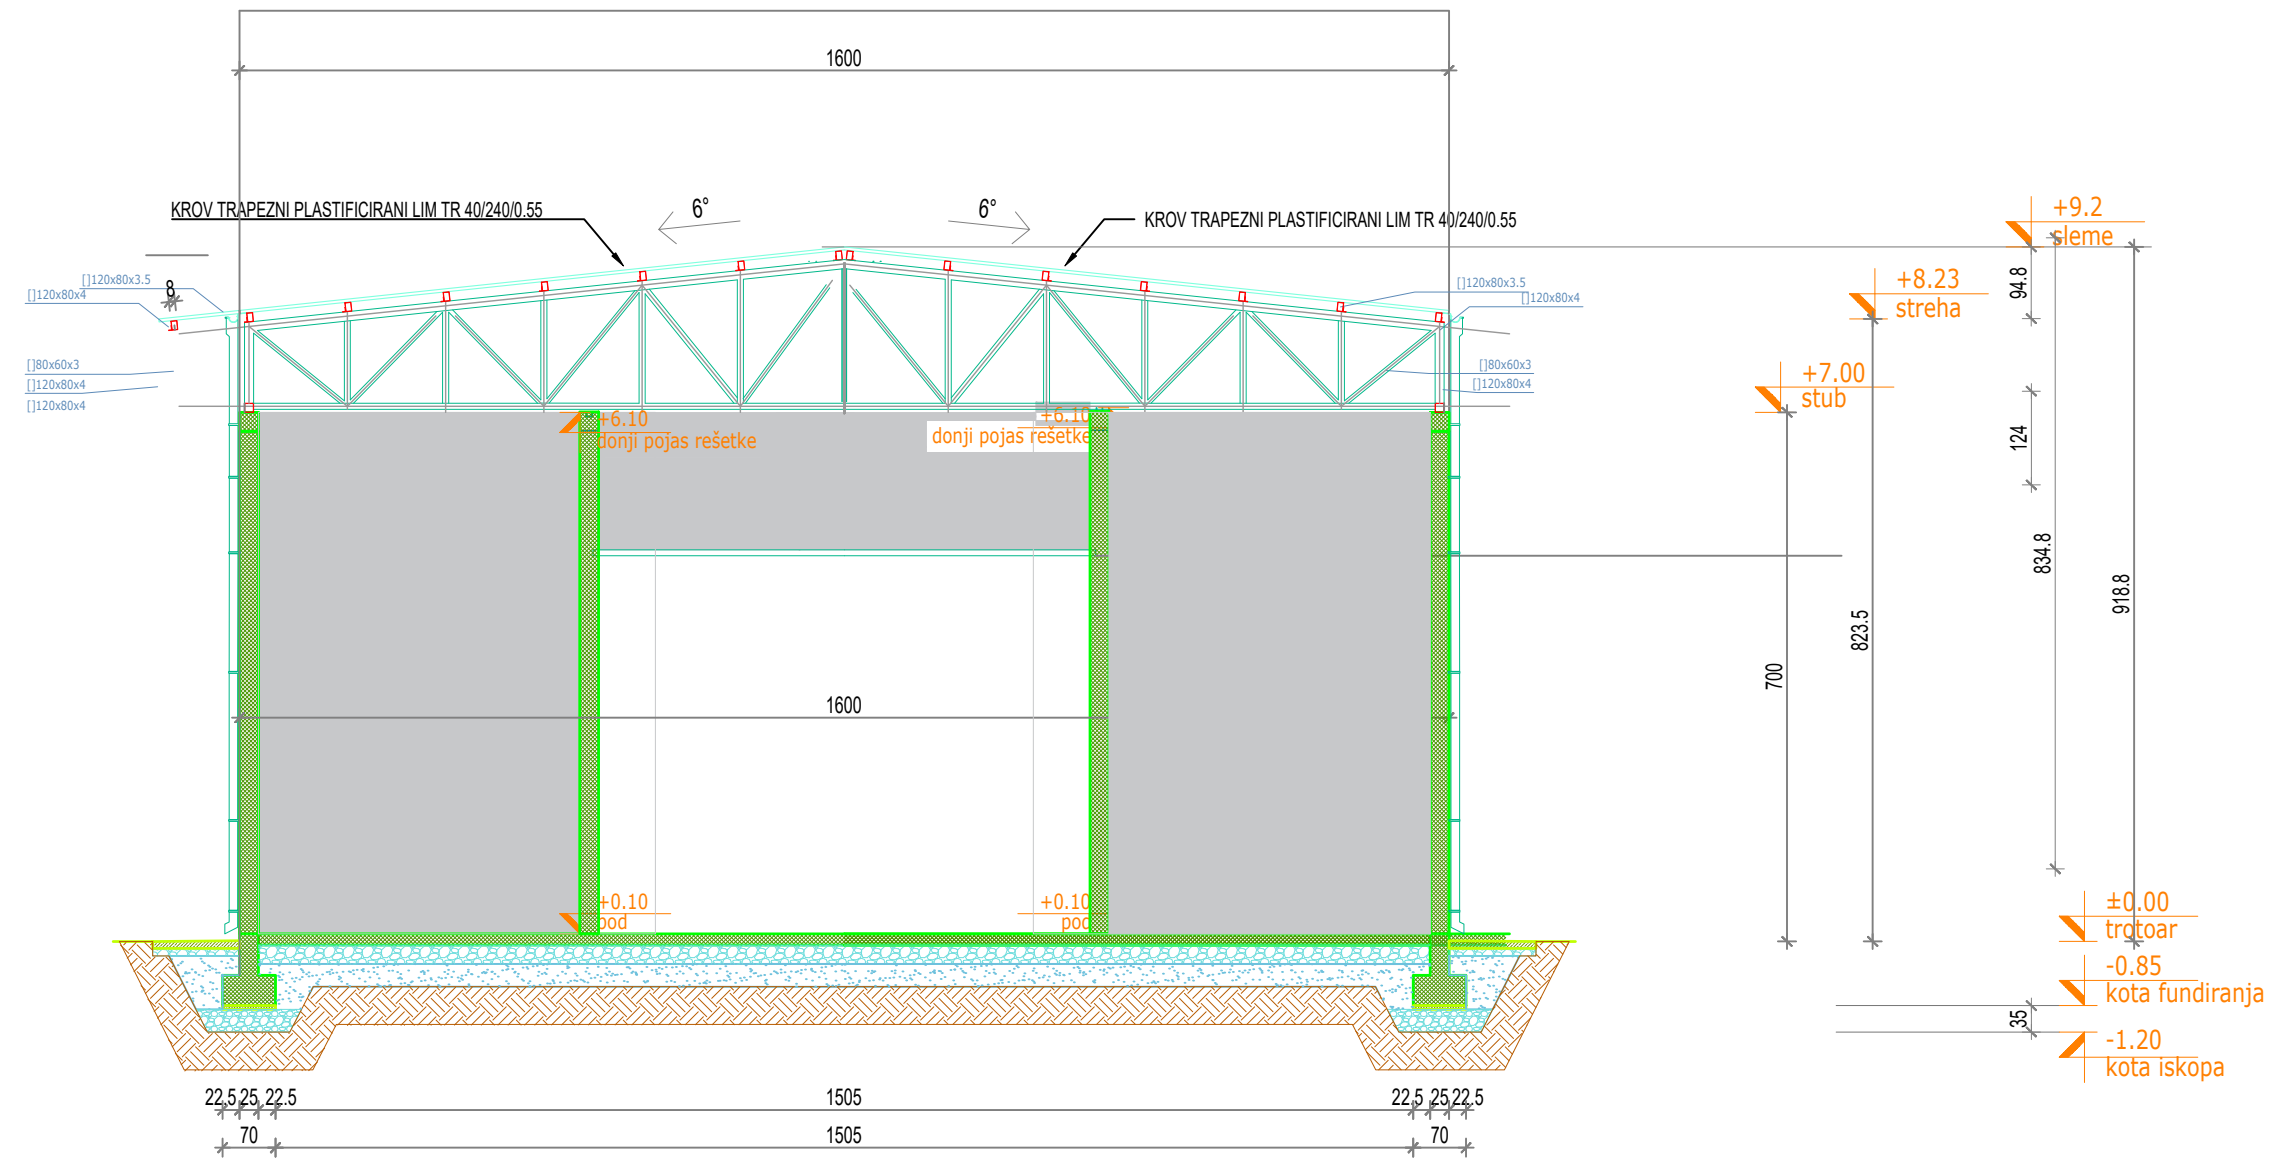 1600
KROV TRAPEZNI PLASTIFICIRANI LIM TR 40/240/0.55
6°
6°
KROV TRAPEZNI PLASTIFICIRANI LIM TR 40/240/0.55
+9.2
sleme
[]120x80x3.5
[]120x80x4
8
[]120x80x3.5
[]120x80x4
+8.23
streha
94.8
[]80x60x3
[]120x80x4
[]120x80x4
[]80x60x3
[]120x80x4
+7.00
stub
+6.10
donji pojas rešetke
+6.10
donji pojas rešetke
124
834.8
918.8
823.5
700
1600
+0.10
pod
+0.10
pod
±0.00
trotoar
-0.85
kota fundiranja
35
-1.20
kota iskopa
22.5 25 22.5
1505
22.5 25 22.5
70
1505
70